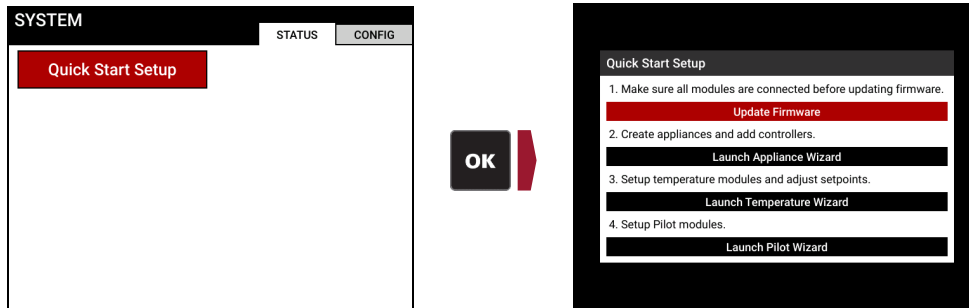 SYSTEM
STATUS
CONFIG
Quick Start Setup
OK
Quick Start Setup
1. Make sure all modules are connected before updating firmware.
Update Firmware
2. Create appliances and add controllers.
Launch Appliance Wizard
3. Setup temperature modules and adjust setpoints.
Launch Temperature Wizard
4. Setup Pilot modules.
Launch Pilot Wizard